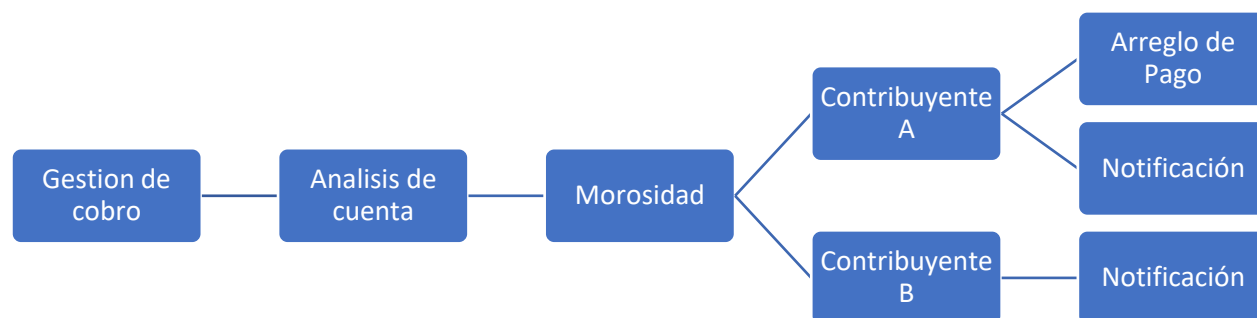 Gestion de
cobro
Analisis de
cuenta
Morosidad
Contribuyente
A
Arreglo de
Pago
Notificación
Contribuyente
B
Notificación